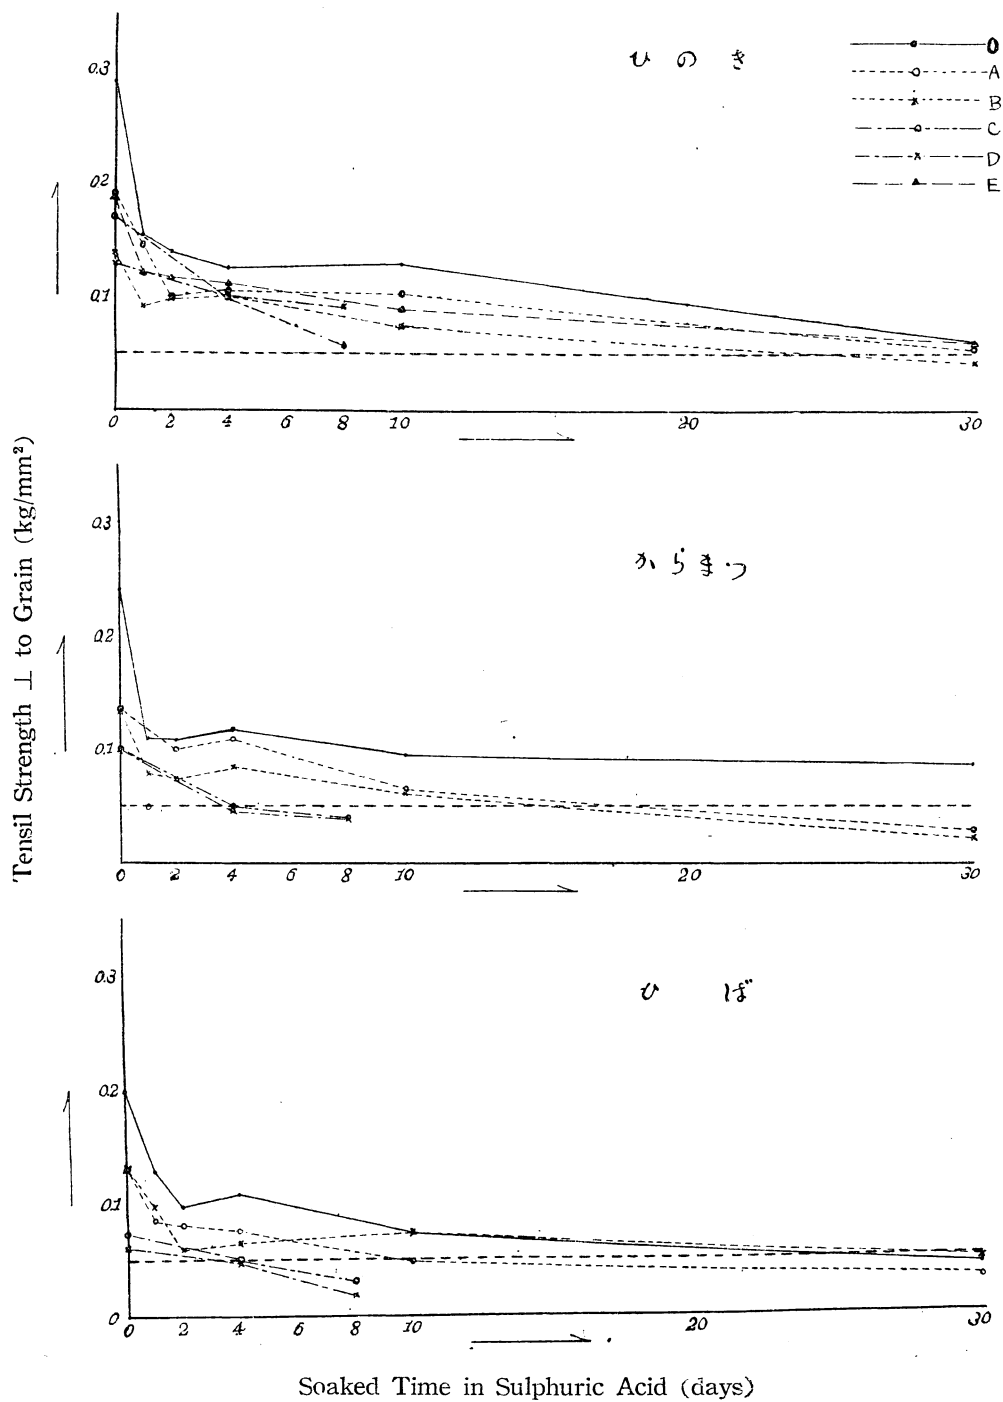 ひのき
O
A
B
C
D
E
0.3
0.2
0.1
0 2 4 6 8 10 20 30
からまつ
0.3
0.2
0.1
0 2 4 6 8 10 20 30
ひば
0.3
0.2
0.1
0
0 2 4 6 8 10 20 30
Tensil Strength ⊥ to Grain (kg/mm²)
Soaked Time in Sulphuric Acid (days)